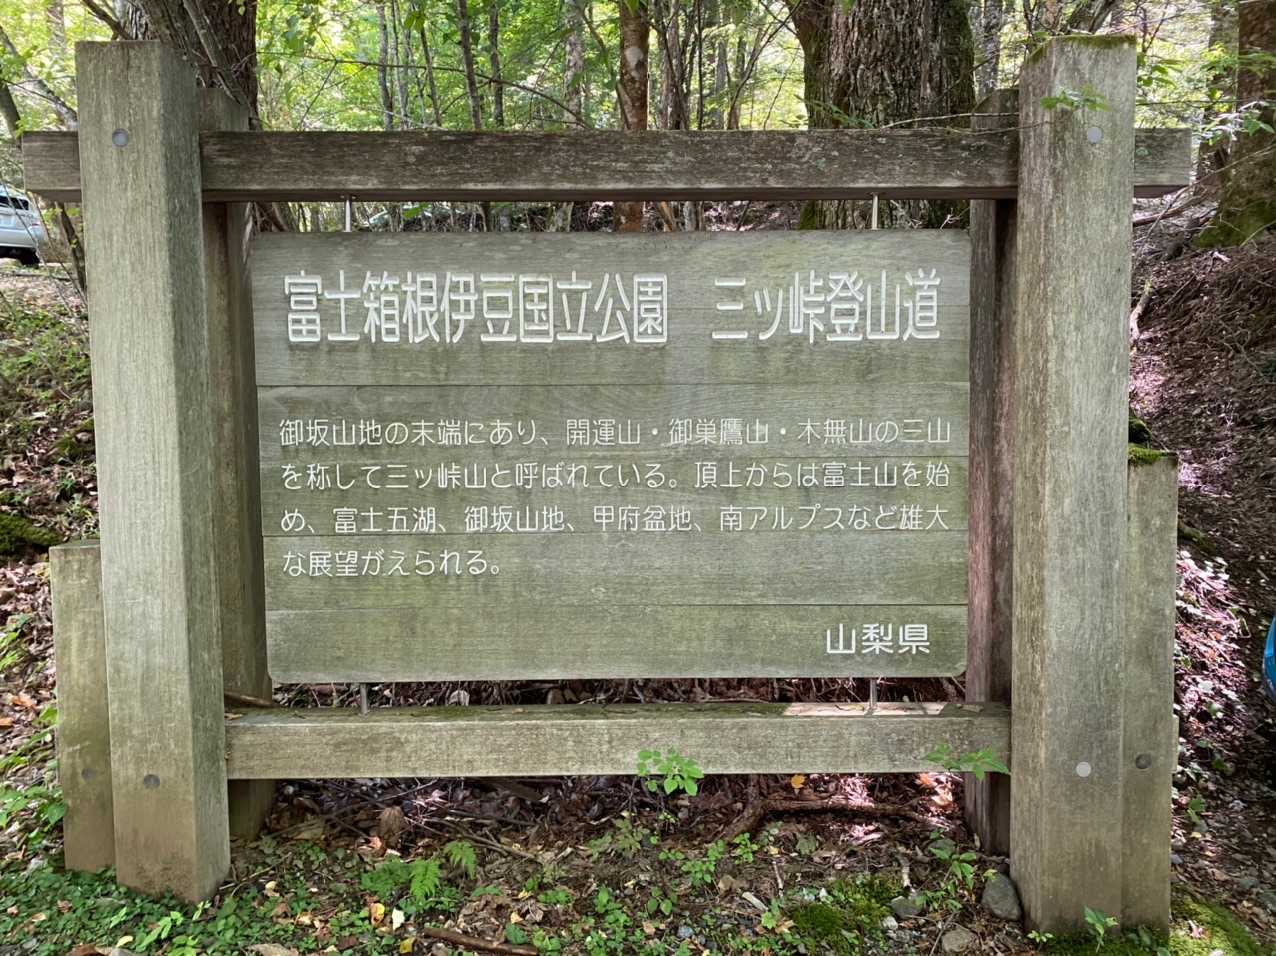 富士箱根伊豆国立公園　三ッ峠登山道
御坂山地の末端にあり、開運山・御巣鷹山・木無山の三山
を称して三ッ峠山と呼ばれている。頂上からは富士山を始
め、富士五湖、御坂山地、甲府盆地、南アルプスなど雄大
な展望がえられる。
山梨県